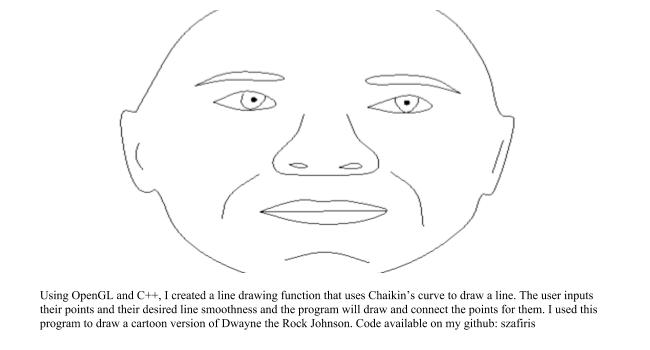 Using OpenGL and C++, I created a line drawing function that uses Chaikin's curve to draw a line. The user inputs
their points and their desired line smoothness and the program will draw and connect the points for them. I used this
program to draw a cartoon version of Dwayne the Rock Johnson. Code available on my github: szafiris